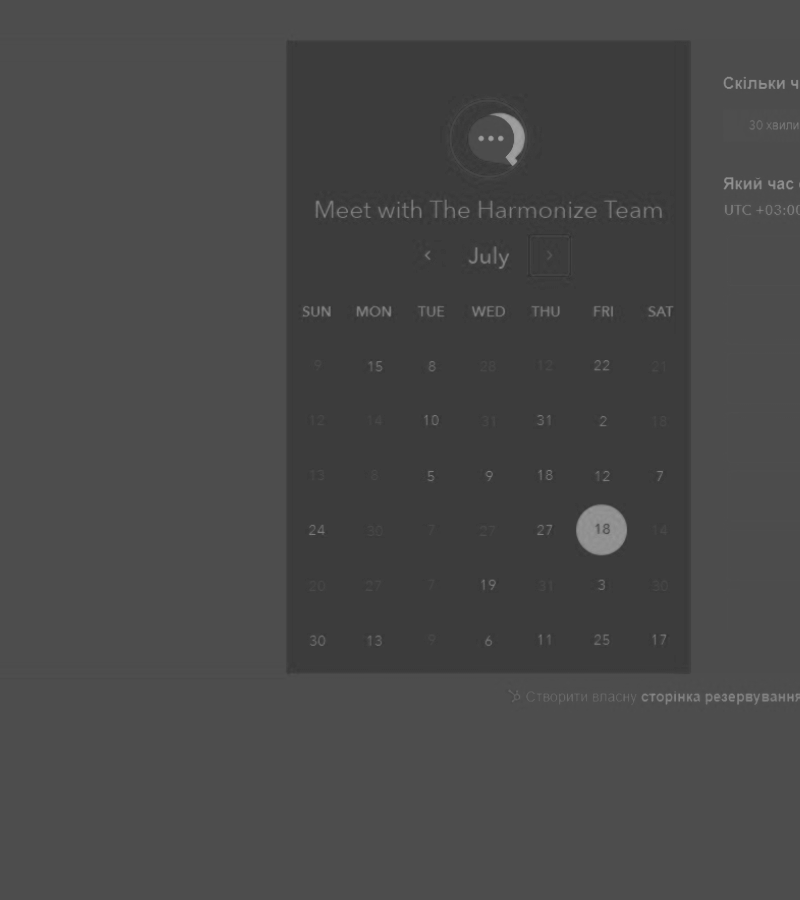 Скільки ч
30 хвили
Meet with The Harmonize Team
Який час
UTC +03:00
July
SUN MON TUE WED THU FRI SAT
9 15 8 28 12 22 21
12 14 10 31 31 2 18
13 8 5 9 18 12 7
24 30 7 27 27 18 14
20 27 7 19 31 3 30
30 13 9 6 11 25 17
Створити власну сторінка резервування